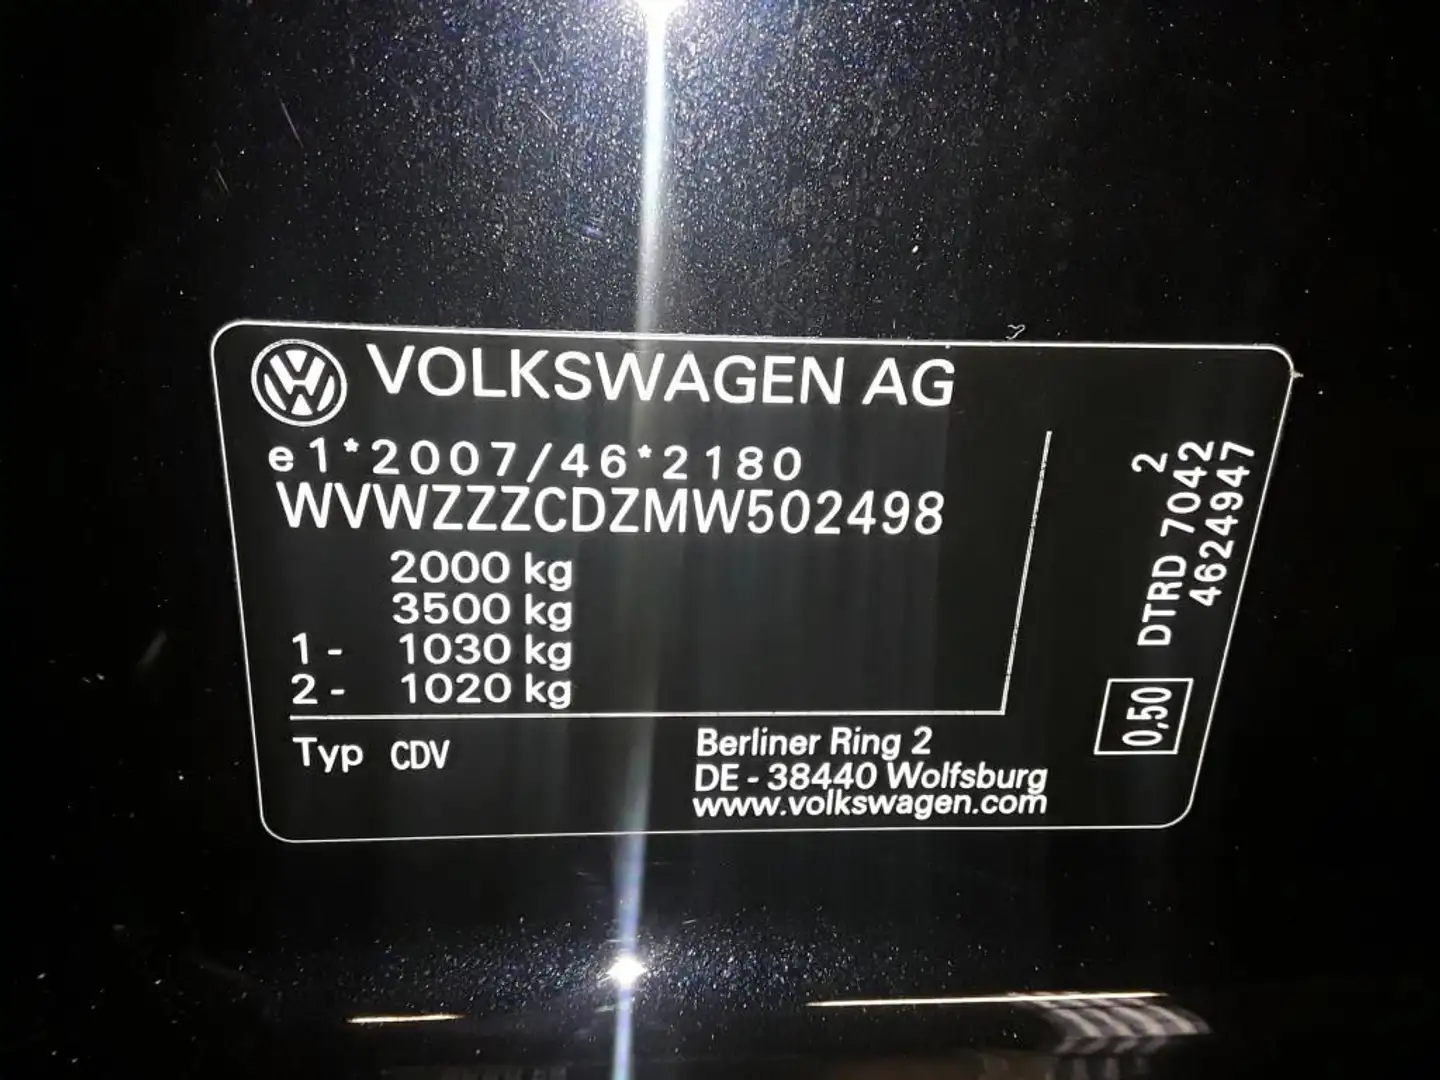 VOLKSWAGEN AG
e1*2007/46*2180
WVWZZZCDZMW502498
2000 kg
3500 kg
1- 1030 kg
2- 1020 kg
Typ CDV
Berliner Ring 2
DE - 38440 Wolfsburg
www.volkswagen.com
2
DTRD 7042
4624947
0,50